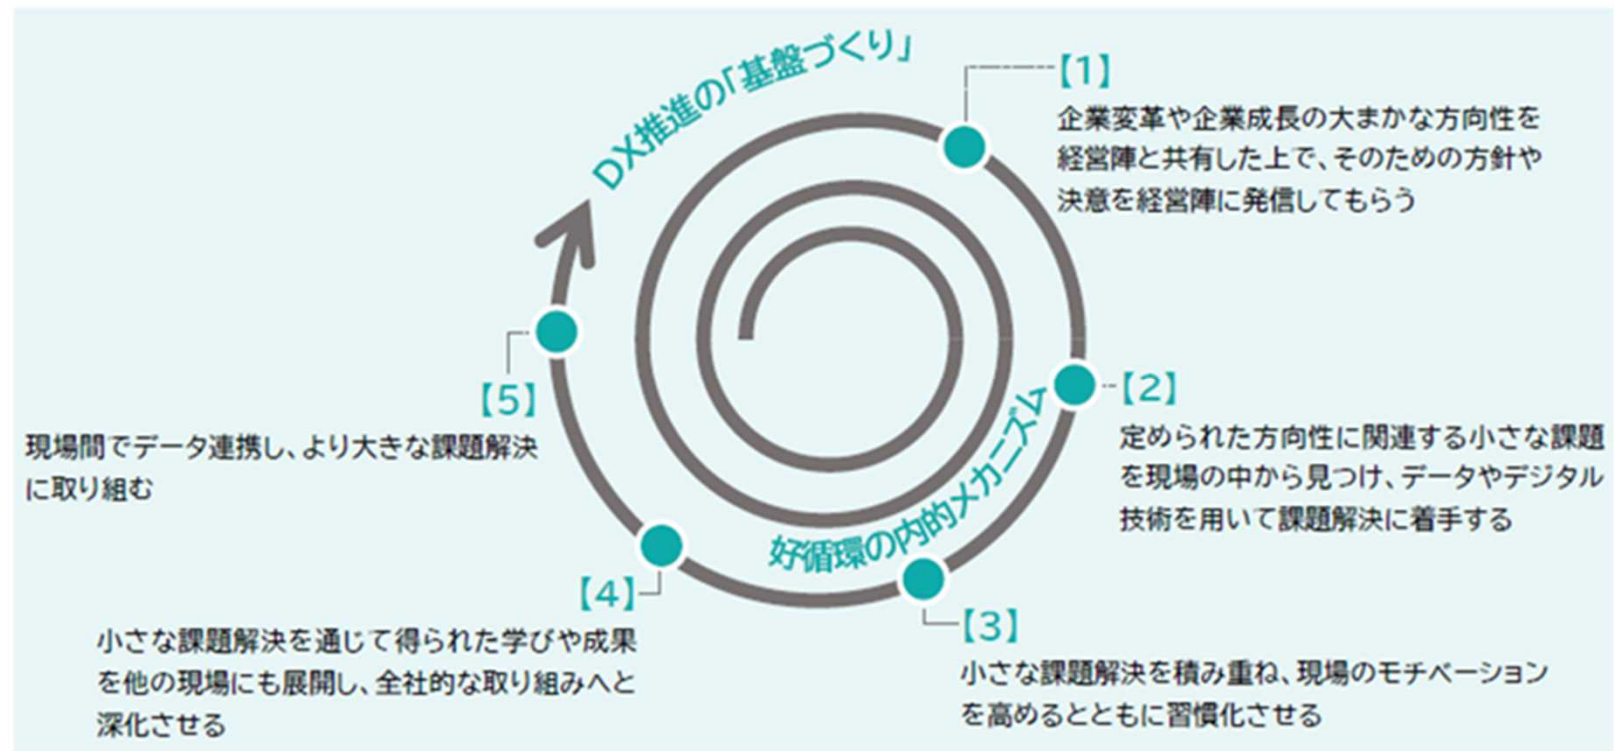 DX推進の「基盤づくり」
【1】
企業変革や企業成長の大まかな方向性を
経営陣と共有した上で、そのための方針や
決意を経営陣に発信してもらう
【2】
定められた方向性に関連する小さな課題
を現場の中から見つけ、データやデジタル
技術を用いて課題解決に着手する
好循環の内的メカニズム
【3】
小さな課題解決を積み重ね、現場のモチベーション
を高めるとともに習慣化させる
【4】
小さな課題解決を通じて得られた学びや成果
を他の現場にも展開し、全社的な取り組みへと
深化させる
【5】
現場間でデータ連携し、より大きな課題解決
に取り組む